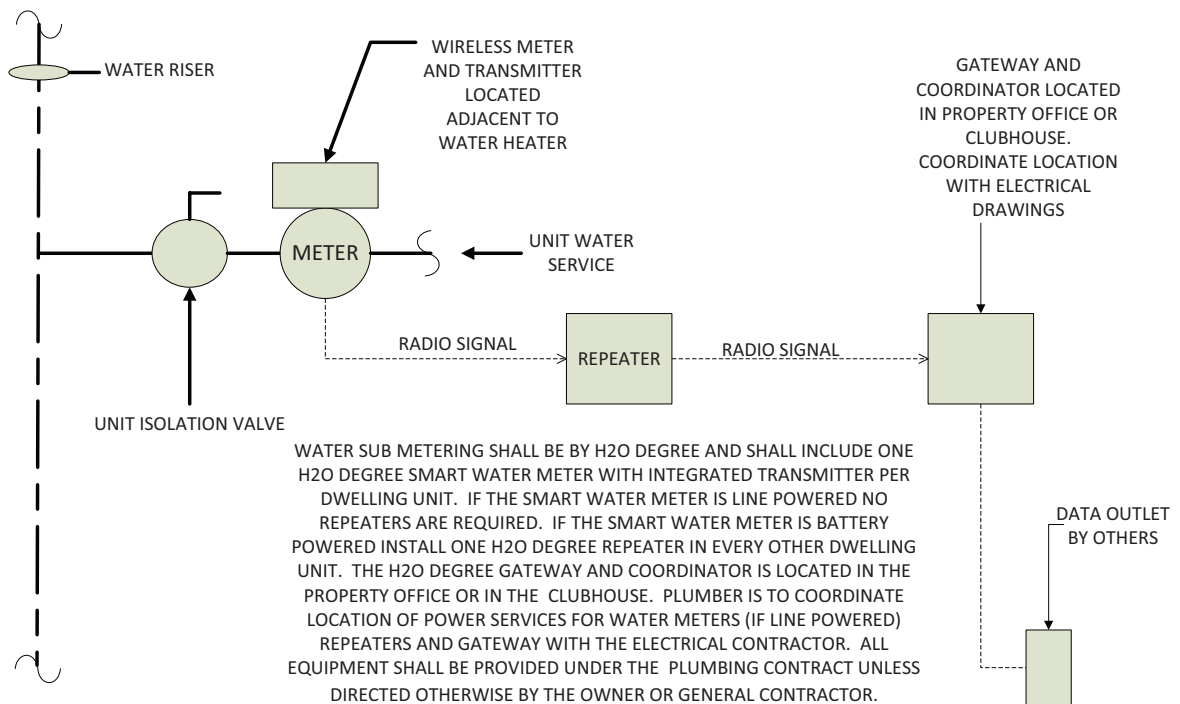 WATER RISER
WIRELESS METER
AND TRANSMITTER
LOCATED
ADJACENT TO
WATER HEATER
GATEWAY AND
COORDINATOR LOCATED
IN PROPERTY OFFICE OR
CLUBHOUSE.
COORDINATE LOCATION
WITH ELECTRICAL
DRAWINGS
METER
UNIT WATER
SERVICE
RADIO SIGNAL
REPEATER
RADIO SIGNAL
UNIT ISOLATION VALVE
WATER SUB METERING SHALL BE BY H2O DEGREE AND SHALL INCLUDE ONE
H2O DEGREE SMART WATER METER WITH INTEGRATED TRANSMITTER PER
DWELLING UNIT. IF THE SMART WATER METER IS LINE POWERED NO
REPEATERS ARE REQUIRED. IF THE SMART WATER METER IS BATTERY
POWERED INSTALL ONE H2O DEGREE REPEATER IN EVERY OTHER DWELLING
UNIT. THE H2O DEGREE GATEWAY AND COORDINATOR IS LOCATED IN THE
PROPERTY OFFICE OR IN THE CLUBHOUSE. PLUMBER IS TO COORDINATE
LOCATION OF POWER SERVICES FOR WATER METERS (IF LINE POWERED)
REPEATERS AND GATEWAY WITH THE ELECTRICAL CONTRACTOR. ALL
EQUIPMENT SHALL BE PROVIDED UNDER THE PLUMBING CONTRACT UNLESS
DIRECTED OTHERWISE BY THE OWNER OR GENERAL CONTRACTOR.
DATA OUTLET
BY OTHERS